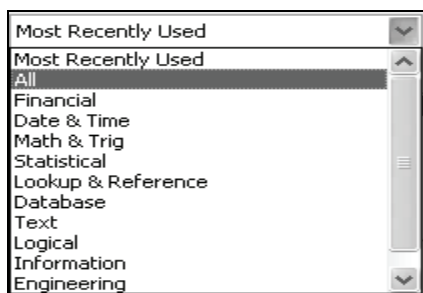 Most Recently Used
Most Recently Used
All
Financial
Date & Time
Math & Trig
Statistical
Lookup & Reference
Database
Text
Logical
Information
Engineering